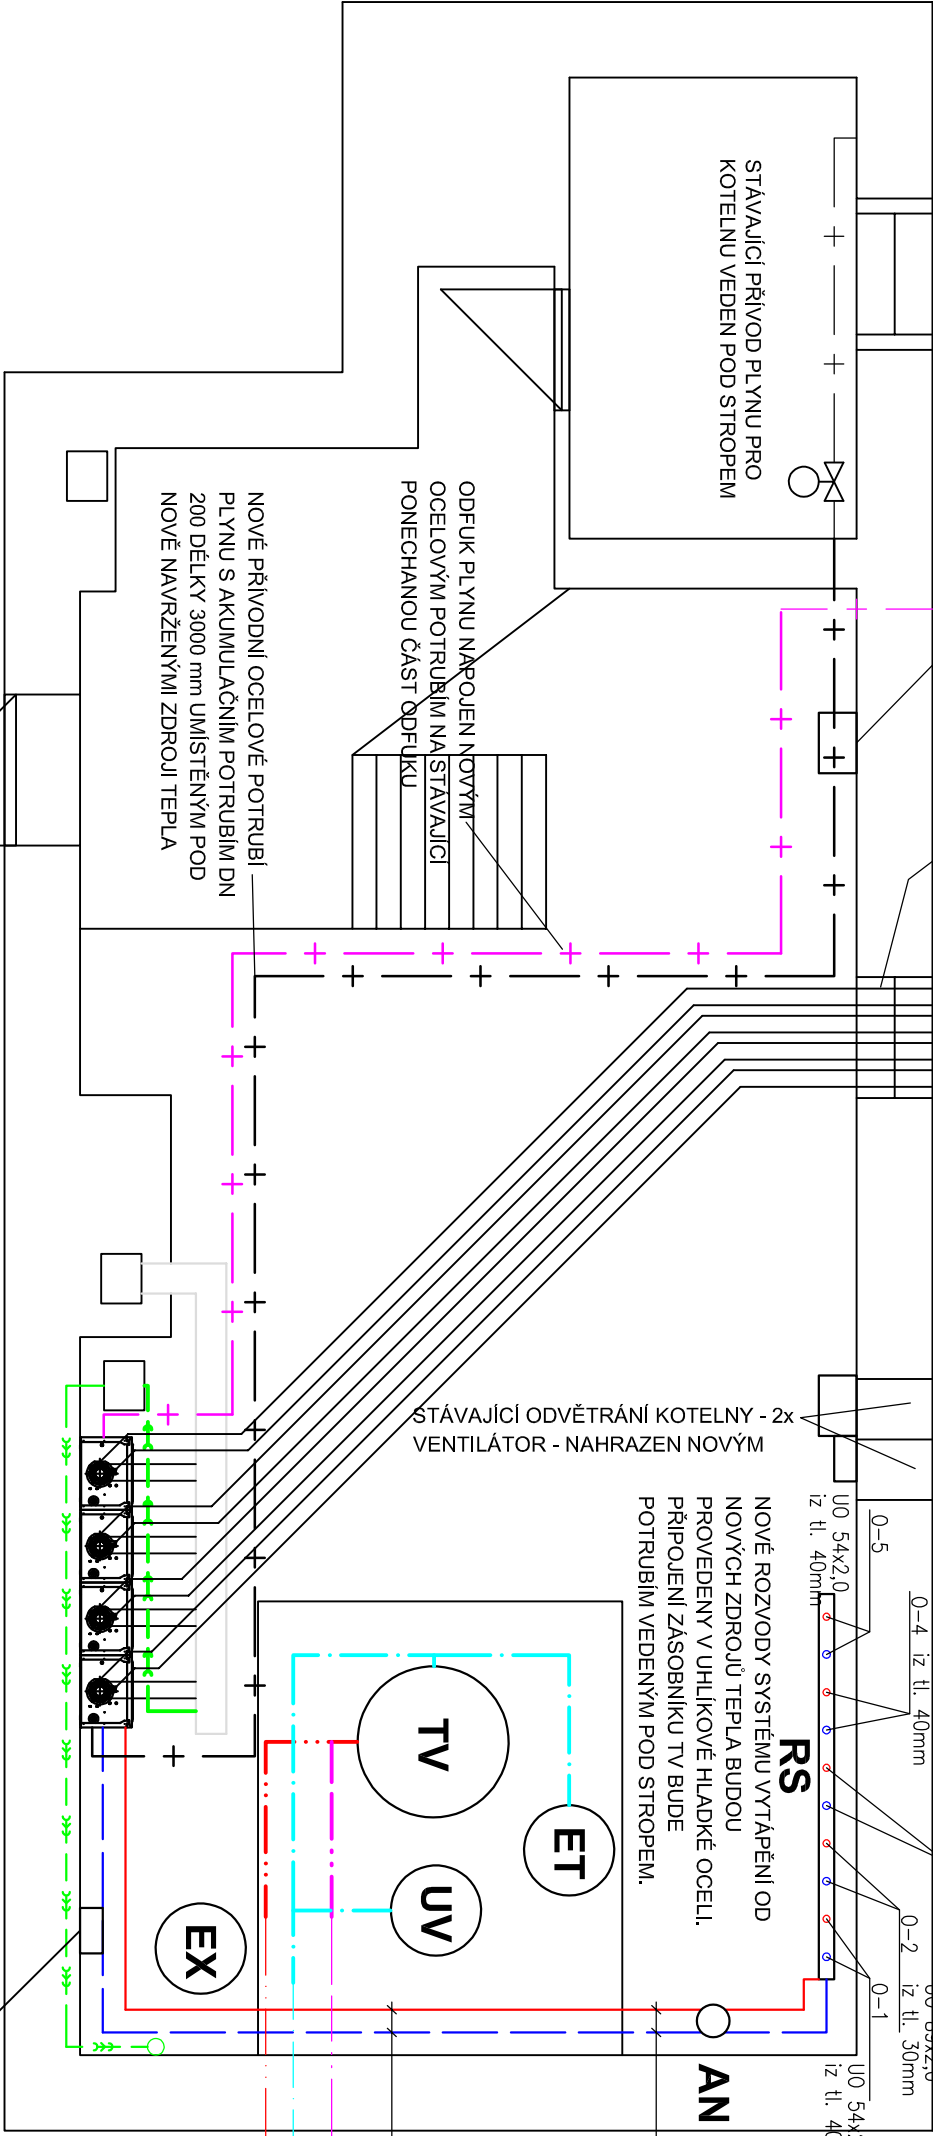 STÁVAJÍCÍ PŘÍVOD PLYNU PRO
KOTELNU VEDEN POD STROPEM
ODFUK PLYNU NAPOJEN NOVÝM
OCELOVÝM POTRUBÍM NA STÁVAJÍCÍ
PONECHANOU ČÁST ODFUKU
NOVÉ PŘÍVODNÍ OCELOVÉ POTRUBÍ
PLYNU S AKUMULAČNÍM POTRUBÍM DN
200 DÉLKY 3000 mm UMÍSTĚNÝM POD
NOVĚ NAVRŽENÝMI ZDROJI TEPLA
STÁVAJÍCÍ ODVĚTRÁNÍ KOTELNY - 2x
VENTILÁTOR - NAHRAZEN NOVÝM
0-5
UO 54x2,0
iz tl. 40mm
0-4 iz tl. 40mm
0-2
iz tl. 30mm
0-1
UO 54x
iz tl.
RS
NOVÉ ROZVODY SYSTÉMU VYTÁPĚNÍ OD
NOVÝCH ZDROJŮ TEPLA BUDOU
PROVEDENY V UHLÍKOVÉ HLADKÉ OCELI.
PŘIPOJENÍ ZÁSOBNÍKU TV BUDE
POTRUBÍM VEDENÝM POD STROPEM.
TV
ET
UV
EX
AN